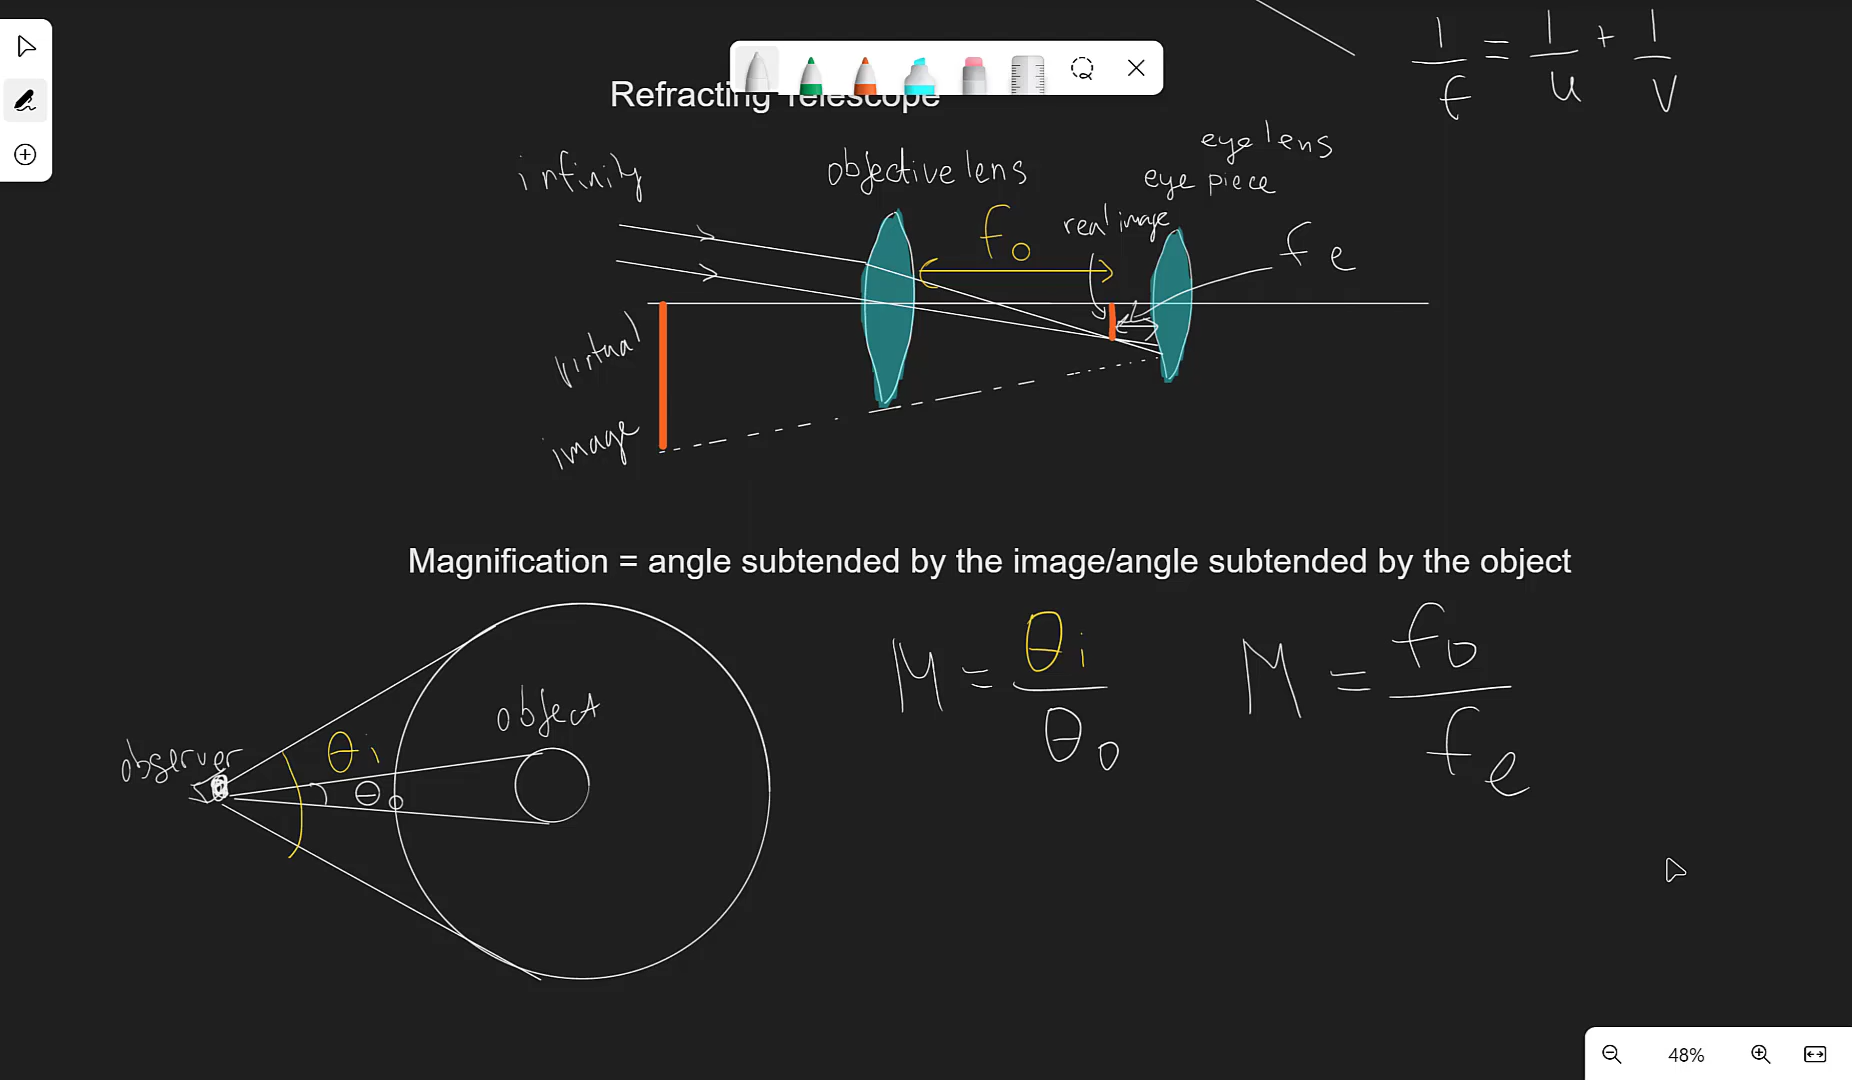 1/f = 1/u + 1/v
Refracting Telescope
infinity
objective lens
eye lens
eye piece
real image
fo
fe
virtual
image
Magnification = angle subtended by the image/angle subtended by the object
M = θi/θo
M = fo/fe
object
observer
θi
θo
48%